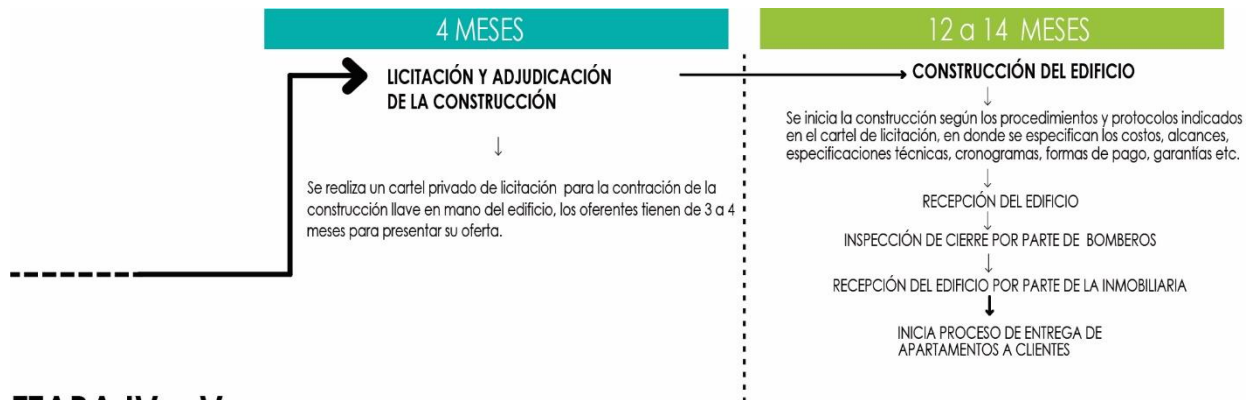 4 MESES
LICITACIÓN Y ADJUDICACIÓN
DE LA CONSTRUCCIÓN
Se realiza un cartel privado de licitación para la contración de la
construcción llave en mano del edificio, los oferentes tienen de 3 a 4
meses para presentar su oferta.
12 a 14 MESES
CONSTRUCCIÓN DEL EDIFICIO
Se inicia la construcción según los procedimientos y protocolos indicados
en el cartel de licitación, en donde se especifican los costos, alcances,
especificaciones técnicas, cronogramas, formas de pago, garantías etc.
RECEPCIÓN DEL EDIFICIO
INSPECCIÓN DE CIERRE POR PARTE DE BOMBEROS
RECEPCIÓN DEL EDIFICIO POR PARTE DE LA INMOBILIARIA
INICIA PROCESO DE ENTREGA DE
APARTAMENTOS A CLIENTES